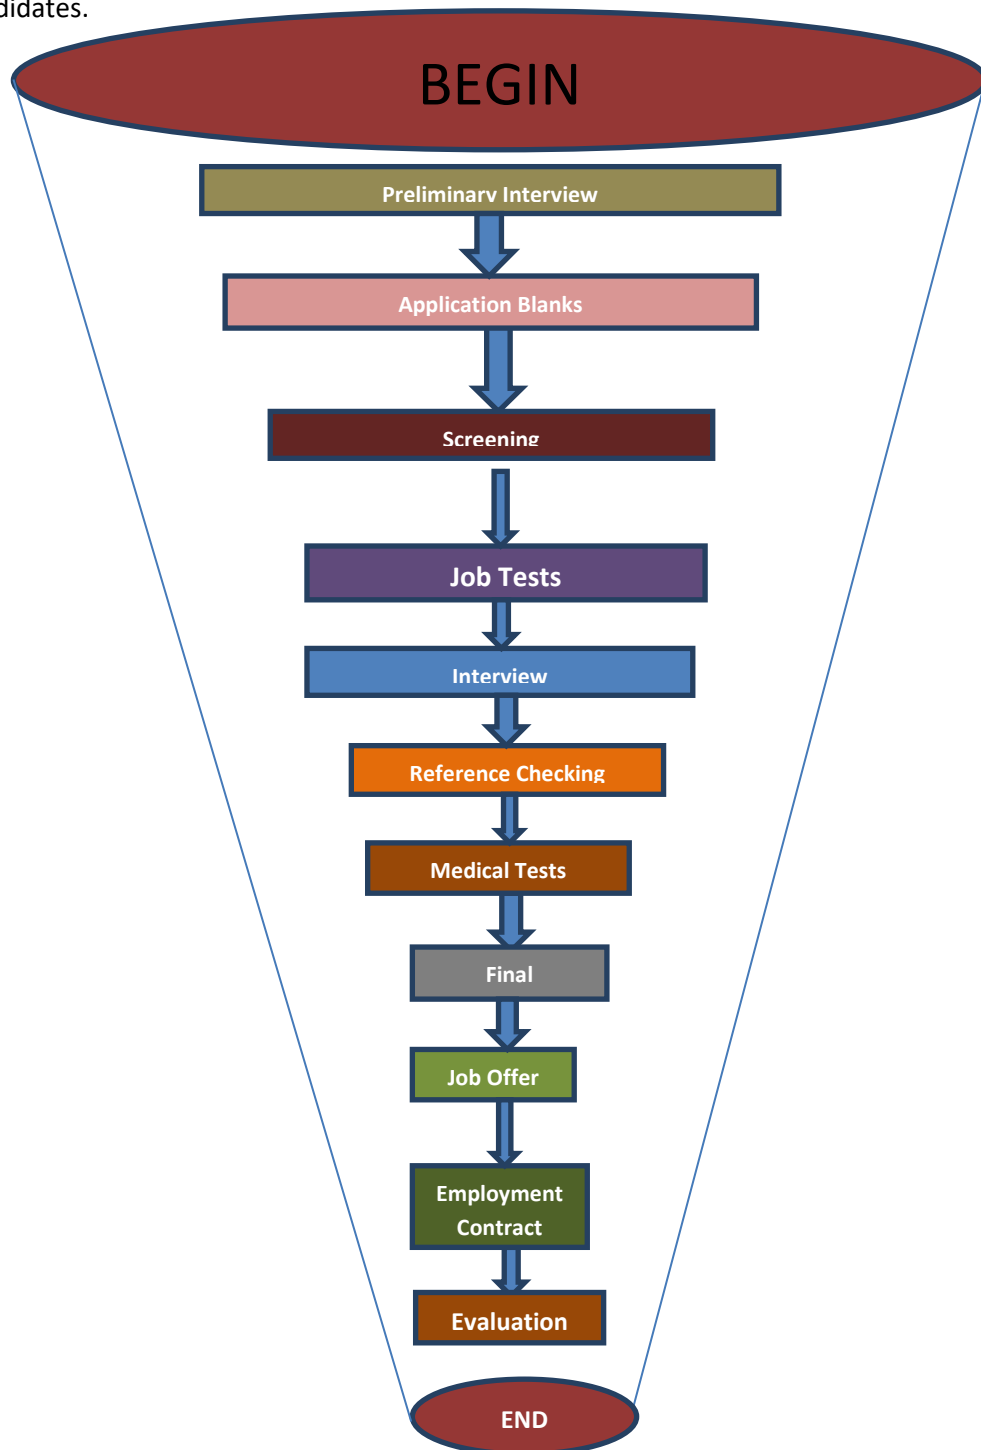 didates.
BEGIN
Preliminary Interview
Application Blanks
Screening
Job Tests
Interview
Reference Checking
Medical Tests
Final
Job Offer
Employment
Contract
Evaluation
END